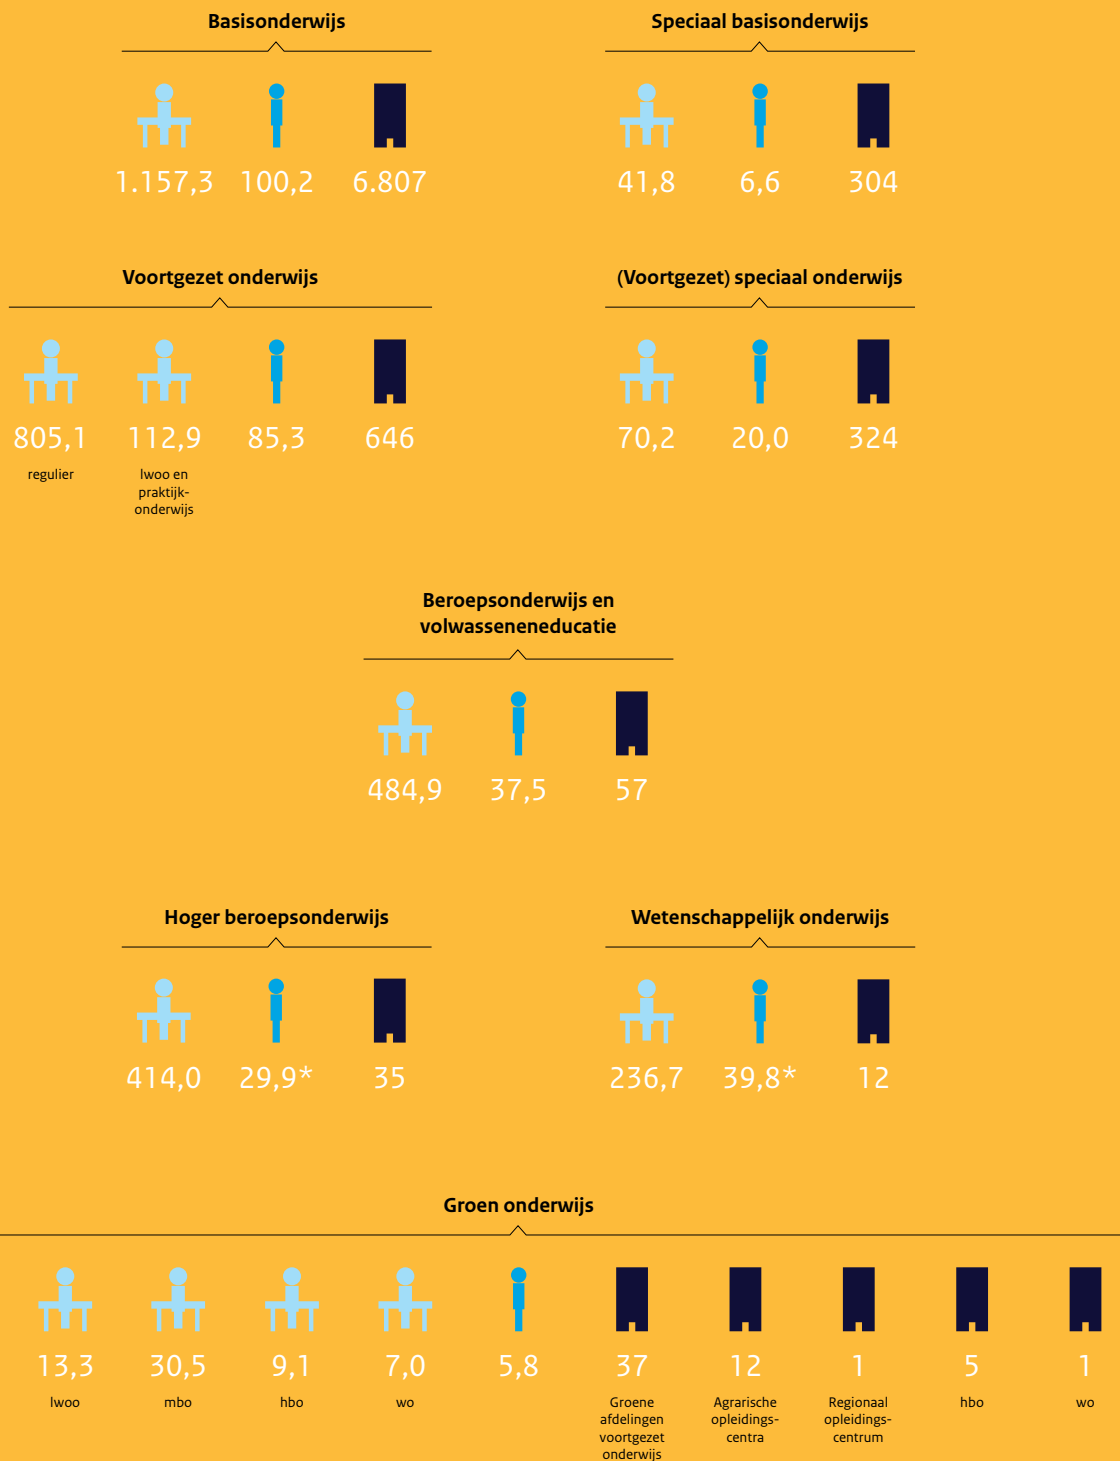 Basisonderwijs
1.157,3 100,2 6.807
Speciaal basisonderwijs
41,8 6,6 304
Voortgezet onderwijs
805,1 112,9 85,3 646
regulier
lwoo en
praktijk-
onderwijs
(Voortgezet) speciaal onderwijs
70,2 20,0 324
Beroepsonderwijs en
volwasseneneducatie
484,9 37,5 57
Hoger beroepsonderwijs
414,0 29,9* 35
Wetenschappelijk onderwijs
236,7 39,8* 12
Groen onderwijs
13,3 30,5 9,1 7,0 5,8 37 12 1 5 1
lwoo
mbo
hbo
wo
Groene
afdelingen
voortgezet
onderwijs
Agrarische
opleidings-
centra
Regionaal
opleidings-
centrum
hbo
wo